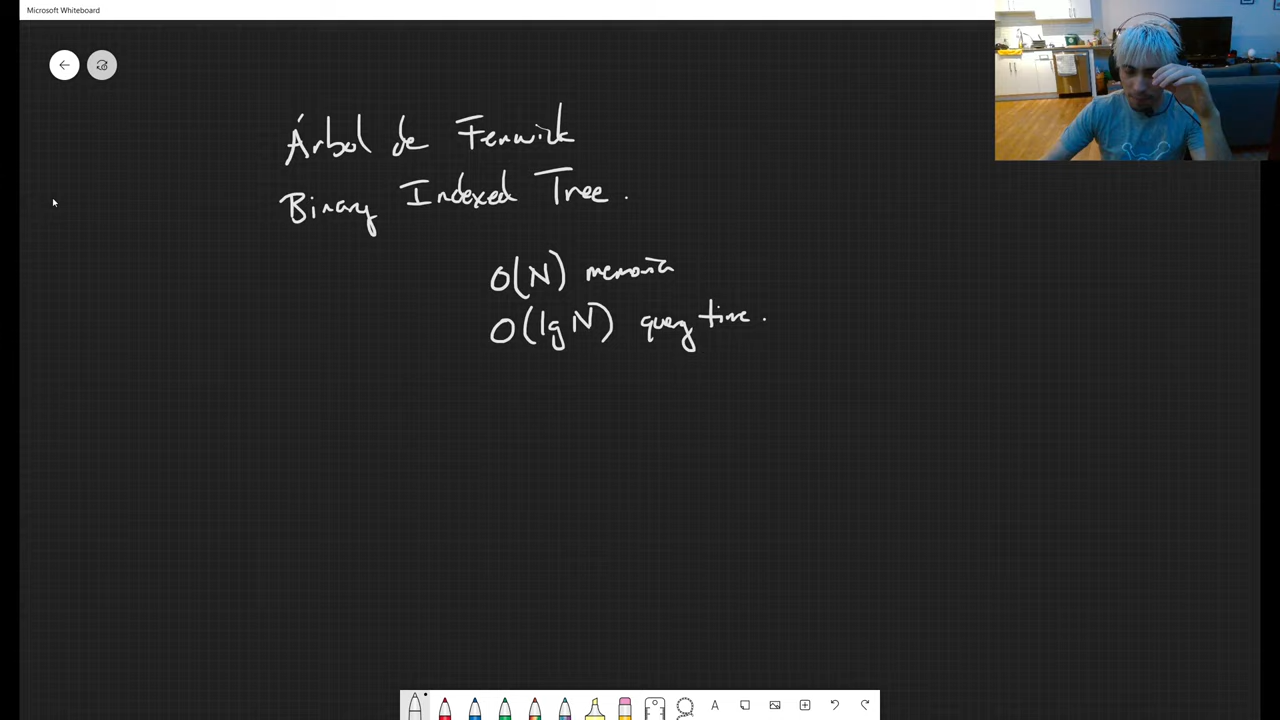 Microsoft Whiteboard
Árbol de Fenwick
Binary Indexed Tree.
O(N) memoria
O(lg N) query time.
A